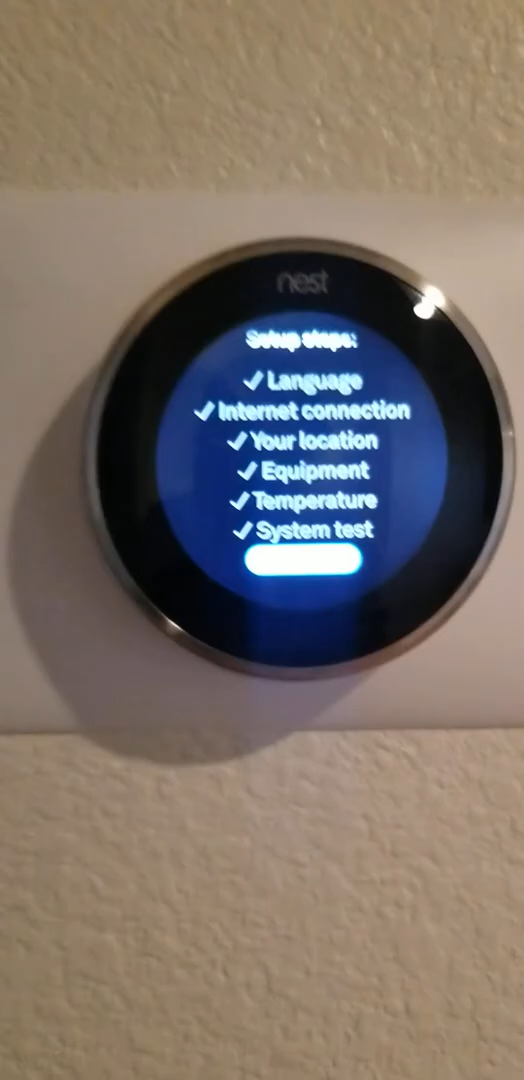 nest
Setup steps:
✓ Language
✓ Internet connection
✓ Your location
✓ Equipment
✓ Temperature
✓ System test